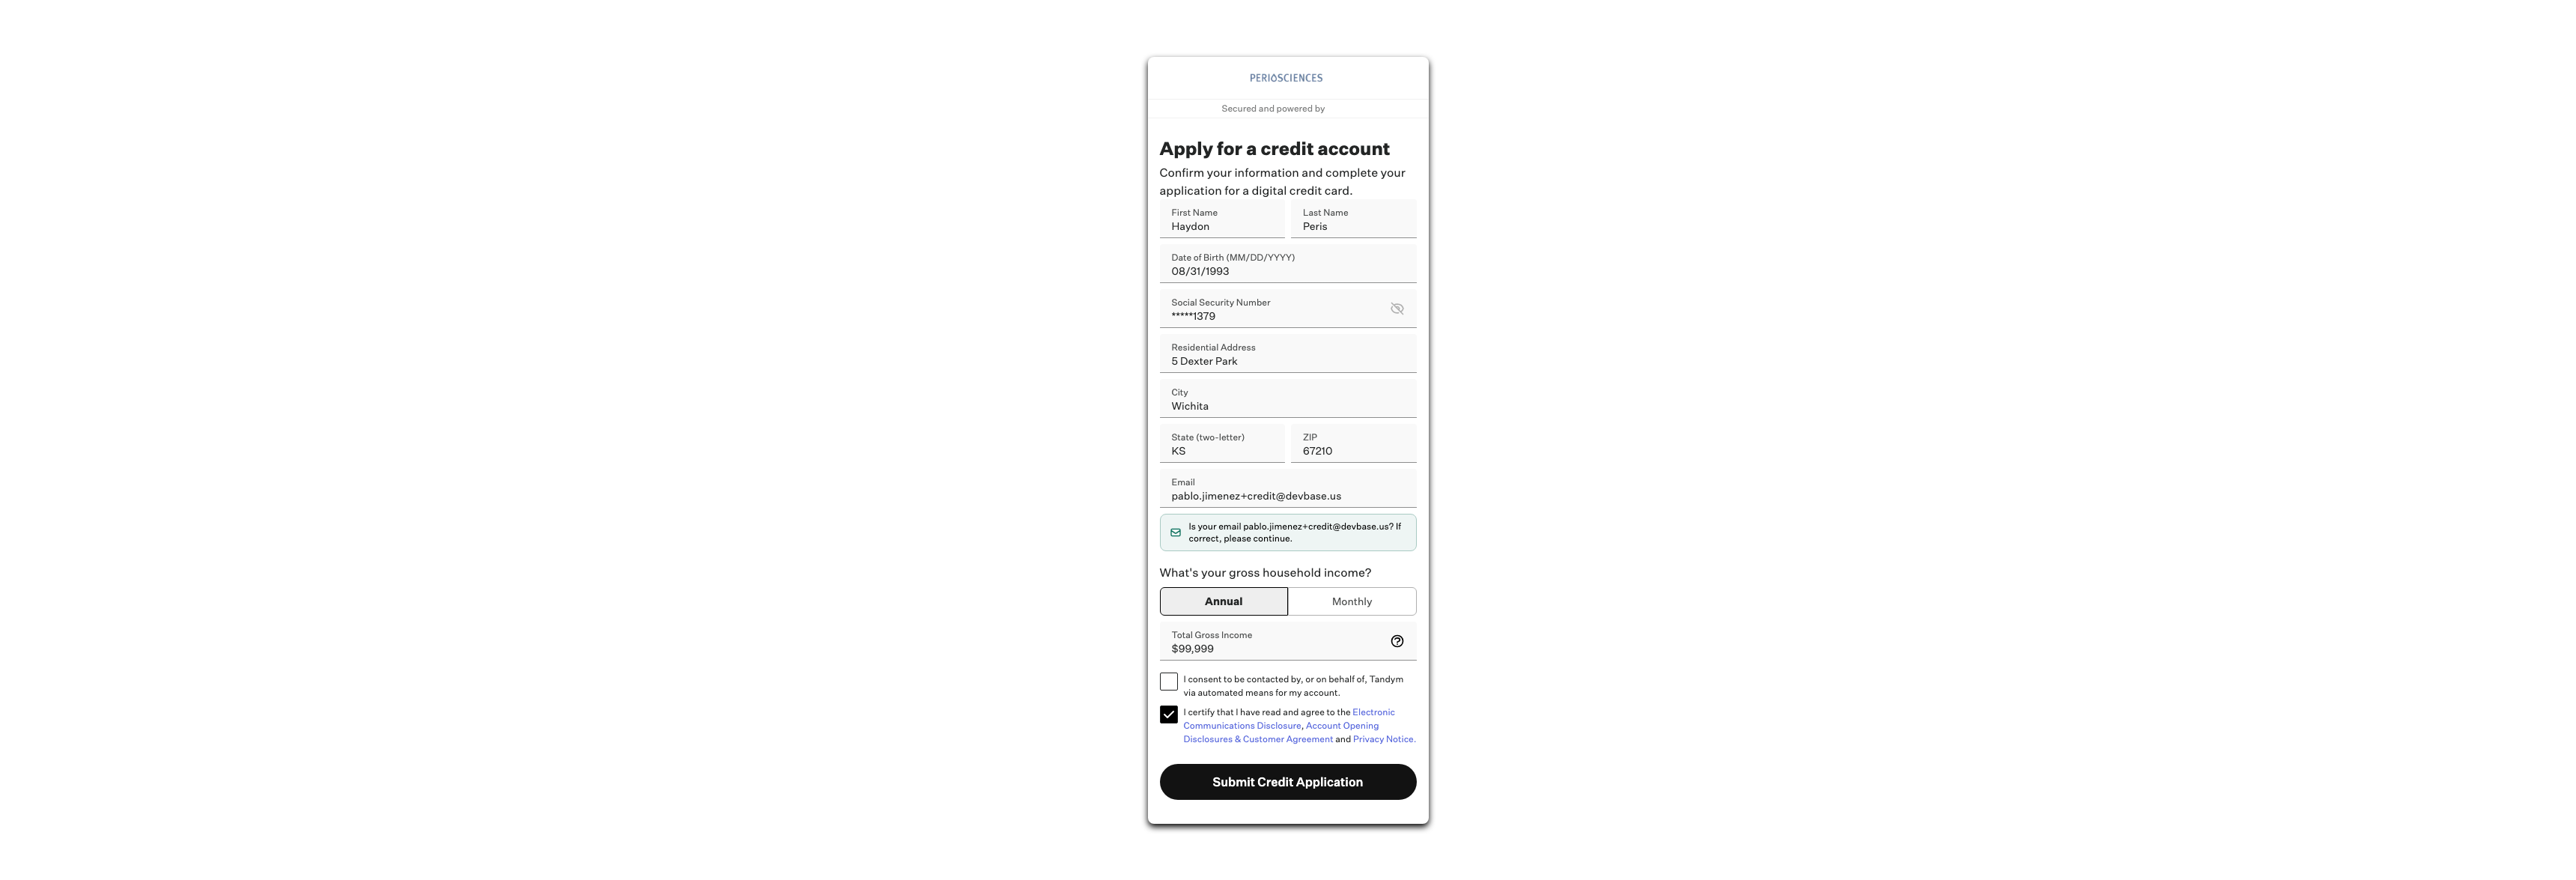 PERIOSCIENCES
Secured and powered by
Apply for a credit account
Confirm your information and complete your
application for a digital credit card.
First Name
Haydon
Last Name
Peris
Date of Birth (MM/DD/YYYY)
08/31/1993
Social Security Number
*****1379
Residential Address
5 Dexter Park
City
Wichita
State (two-letter)
KS
ZIP
67210
Email
pablo.jimenez+credit@devbase.us
Is your email pablo.jimenez+credit@devbase.us? If
correct, please continue.
What's your gross household income?
Annual
Monthly
Total Gross Income
$99,999
I consent to be contacted by, or on behalf of, Tandym
via automated means for my account.
I certify that I have read and agree to the Electronic
Communications Disclosure, Account Opening
Disclosures & Customer Agreement and Privacy Notice.
Submit Credit Application